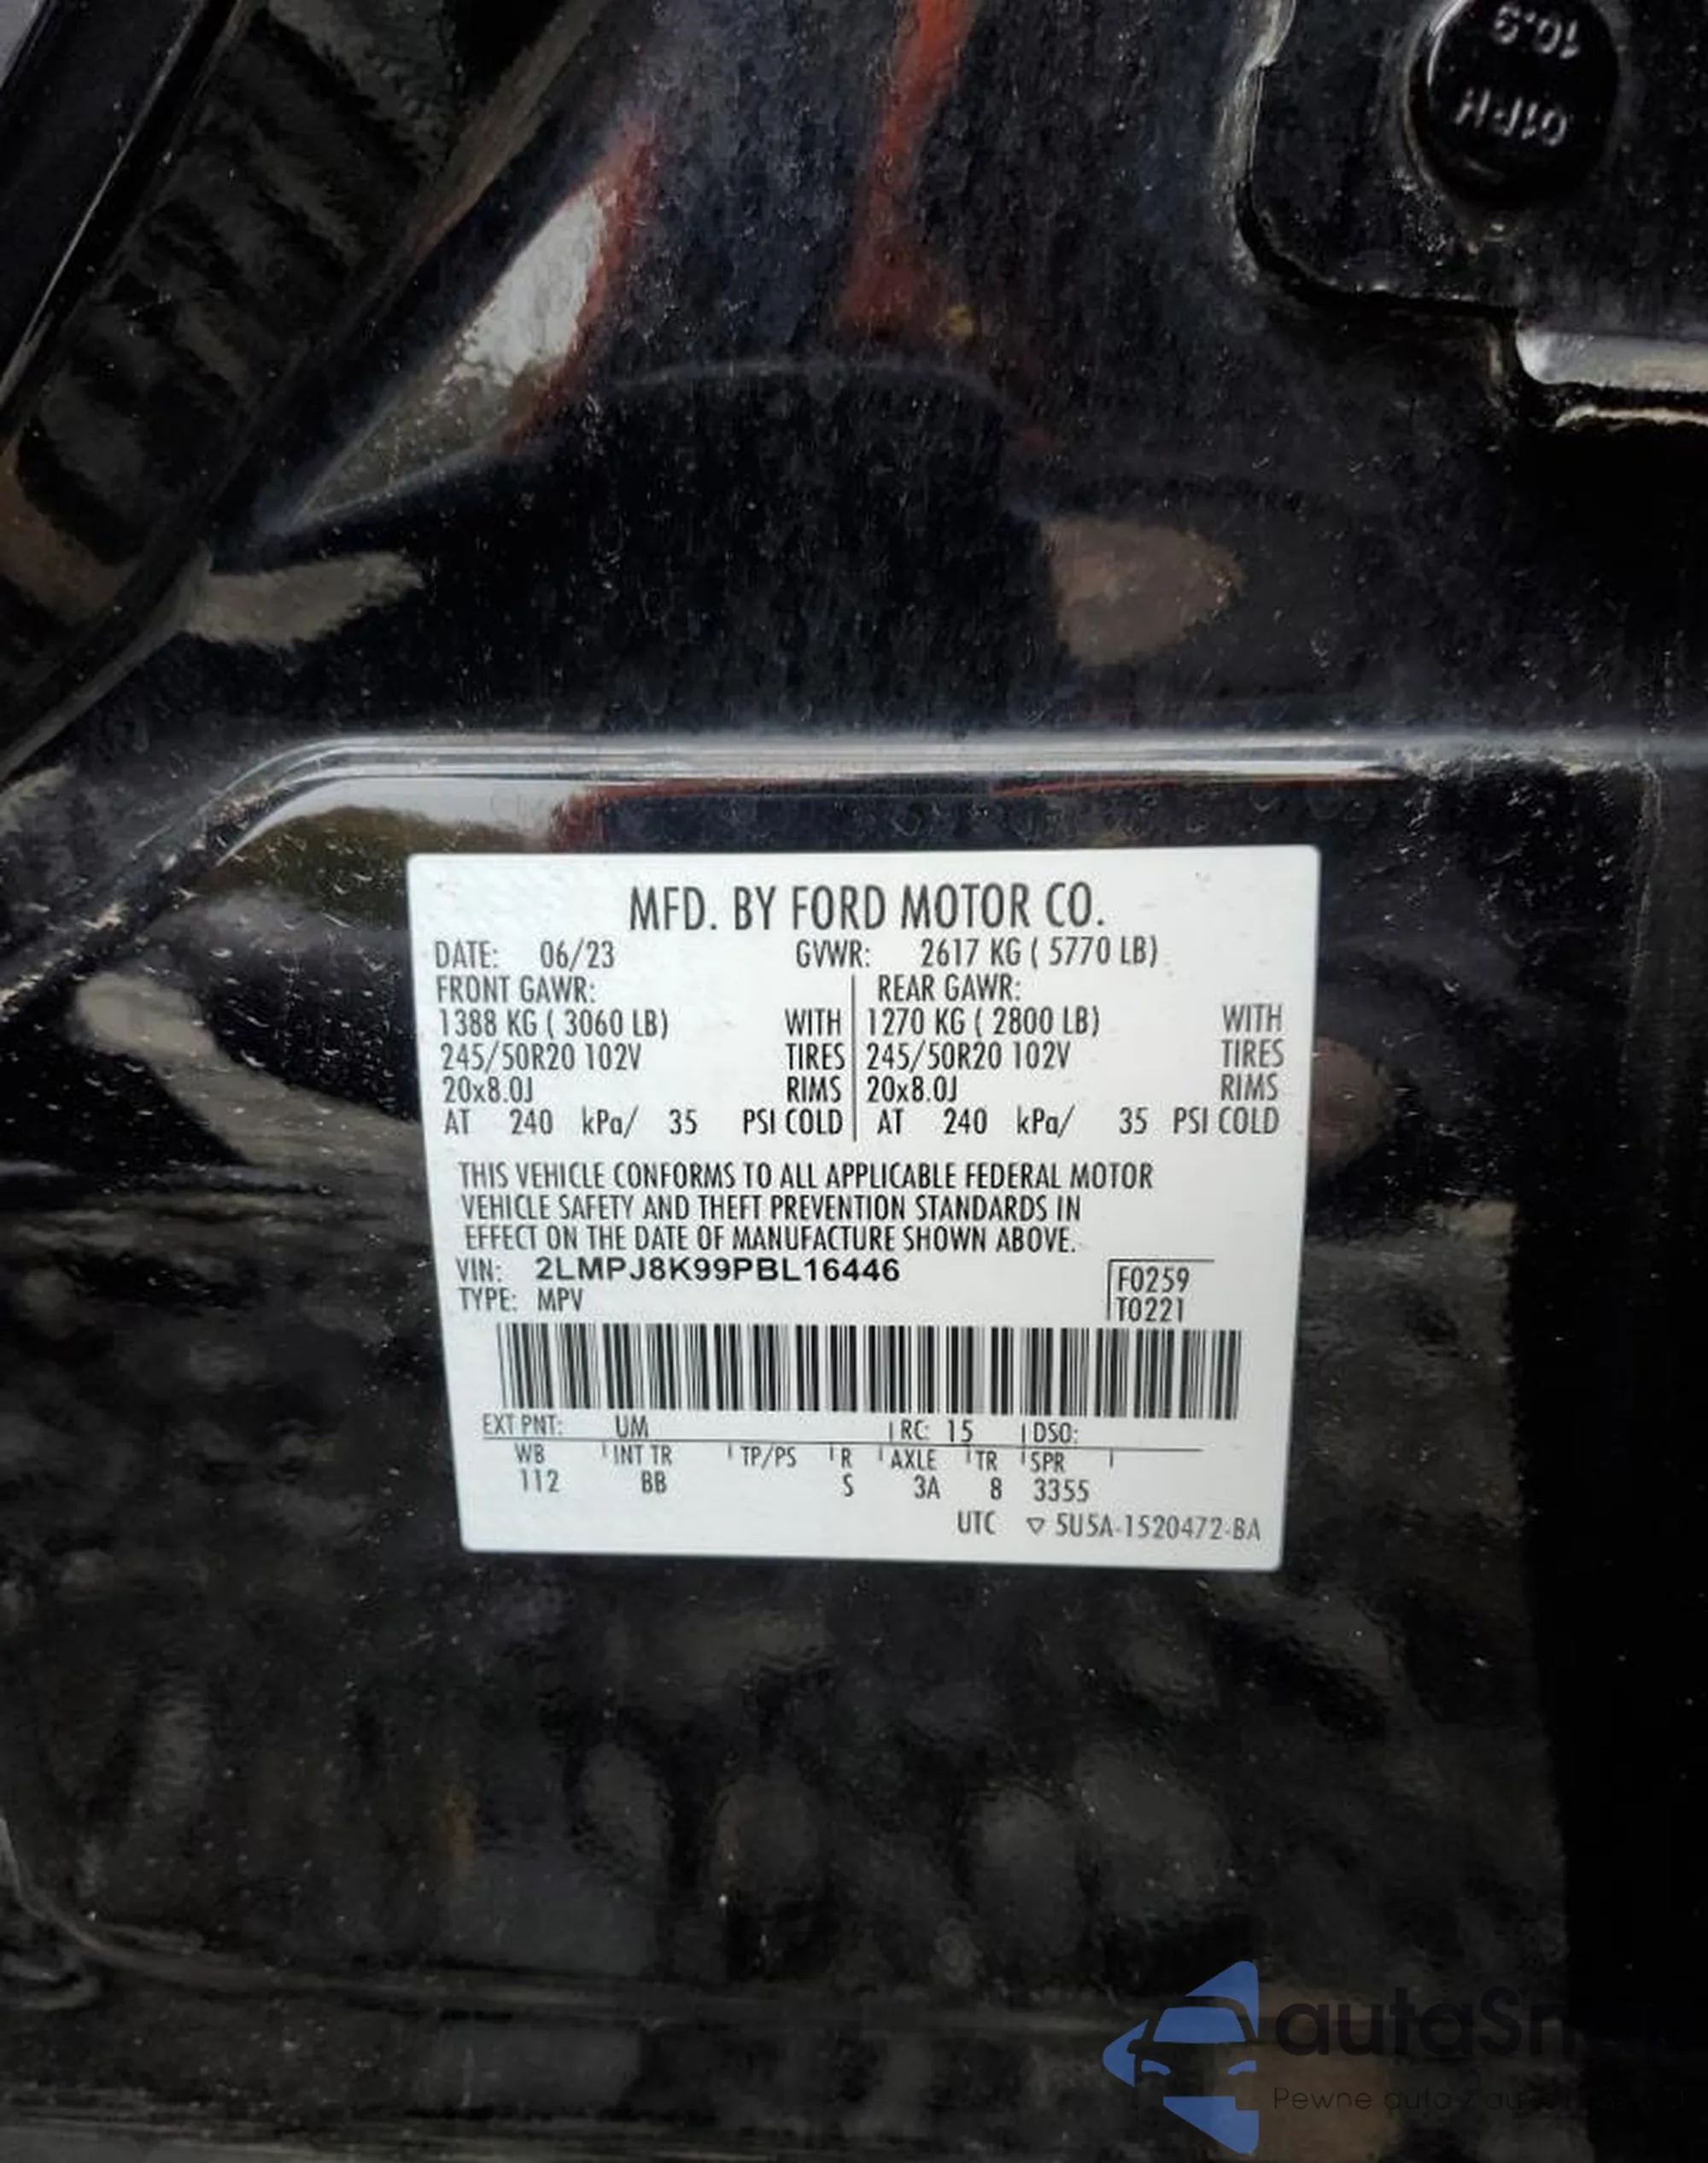 10.9
01PH
MFD. BY FORD MOTOR CO.
DATE: 06/23 GVWR: 2617 KG ( 5770 LB)
FRONT GAWR: REAR GAWR:
1388 KG ( 3060 LB) WITH 1270 KG ( 2800 LB) WITH
245/50R20 102V TIRES 245/50R20 102V TIRES
20x8.0J RIMS 20x8.0J RIMS
AT 240 kPa/ 35 PSI COLD AT 240 kPa/ 35 PSI COLD
THIS VEHICLE CONFORMS TO ALL APPLICABLE FEDERAL MOTOR
VEHICLE SAFETY AND THEFT PREVENTION STANDARDS IN
EFFECT ON THE DATE OF MANUFACTURE SHOWN ABOVE.
VIN: 2LMPJ8K99PBL16446 F0259
TYPE: MPV T0221
EXT PNT: UM RC: 15 DSO:
WB INT TR TP/PS R AXLE TR SPR
112 BB S 3A 8 3355
UTC ▽ 5U5A-1520472-BA
Pewne auta